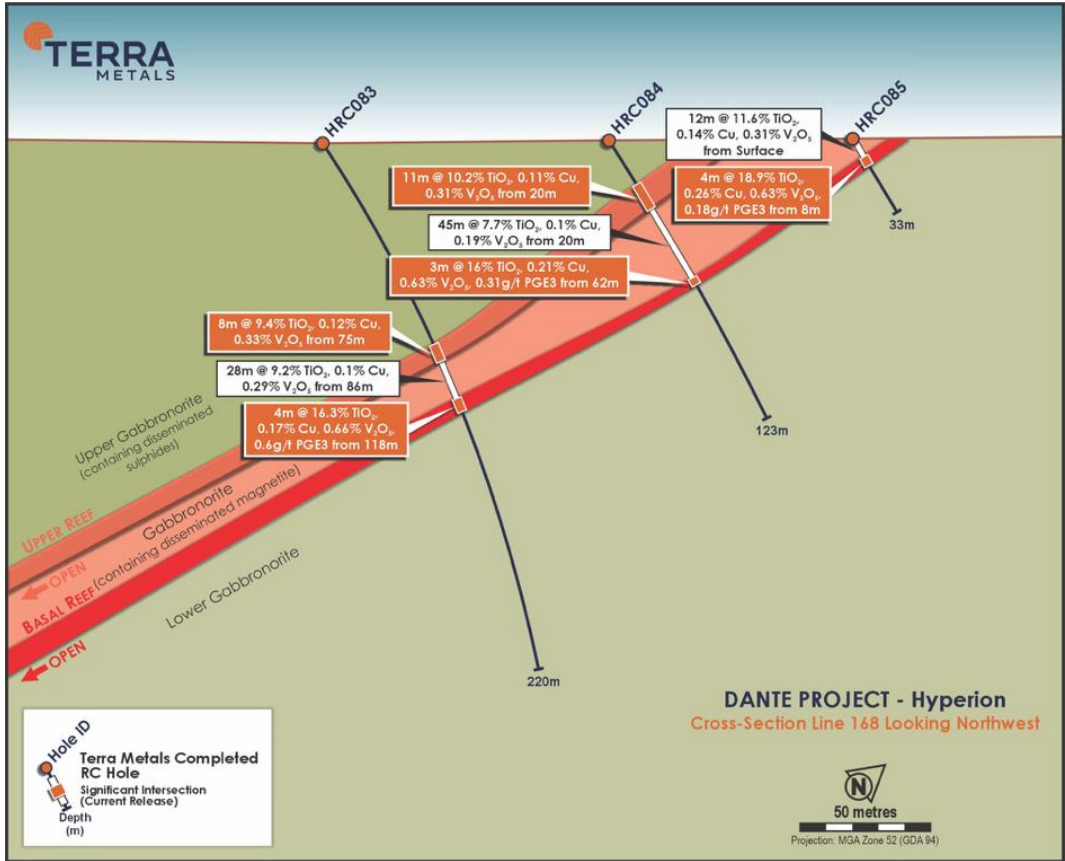 TERRA
METALS
HRC083
HRC084
HRC085
12m @ 11.6% TiO₂,
0.14% Cu, 0.31% V₂O₅
from Surface
11m @ 10.2% TiO₂, 0.11% Cu,
0.31% V₂O₅ from 20m
4m @ 18.9% TiO₂,
0.26% Cu, 0.63% V₂O₅,
0.18g/t PGE3 from 8m
33m
45m @ 7.7% TiO₂, 0.1% Cu,
0.19% V₂O₅ from 20m
3m @ 16% TiO₂, 0.21% Cu,
0.63% V₂O₅, 0.31g/t PGE3 from 62m
8m @ 9.4% TiO₂, 0.12% Cu,
0.33% V₂O₅ from 75m
28m @ 9.2% TiO₂, 0.1% Cu,
0.29% V₂O₅ from 86m
4m @ 16.3% TiO₂,
0.17% Cu, 0.66% V₂O₅,
0.6g/t PGE3 from 118m
123m
220m
Upper Gabbronorite
(containing disseminated
sulphides)
UPPER REEF
OPEN
Gabbronorite
(containing disseminated magnetite)
BASAL REEF
OPEN
Lower Gabbronorite
DANTE PROJECT - Hyperion
Cross-Section Line 168 Looking Northwest
Hole ID
Terra Metals Completed
RC Hole
Significant Intersection
(Current Release)
Depth
(m)
N
50 metres
Projection: MGA Zone 52 (GDA 94)